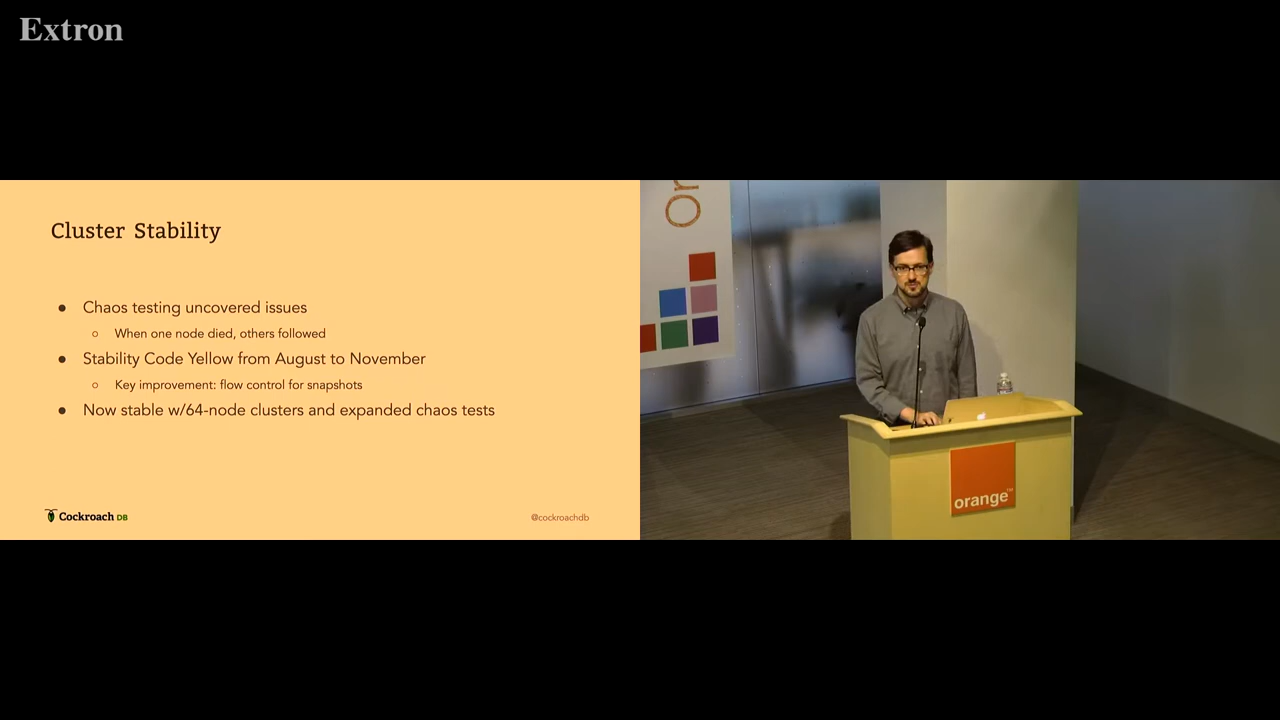 Extron
Cluster Stability
● Chaos testing uncovered issues
○ When one node died, others followed
● Stability Code Yellow from August to November
○ Key improvement: flow control for snapshots
● Now stable w/64-node clusters and expanded chaos tests
Cockroach DB
@cockroachdb
Or
orange™